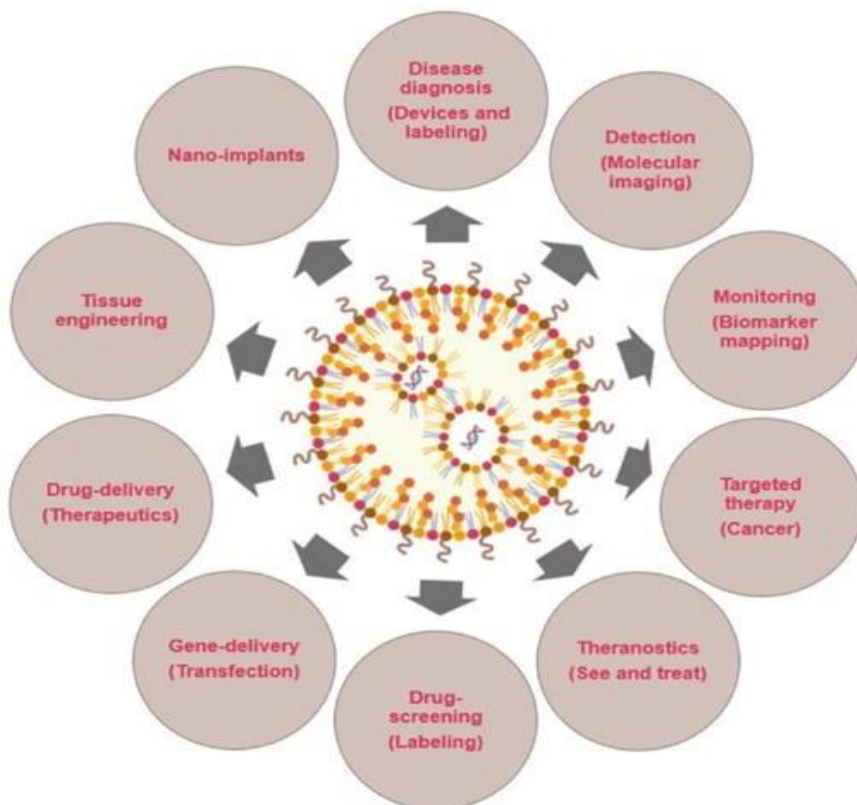 Disease
diagnosis
(Devices and
labeling)
Detection
(Molecular
imaging)
Monitoring
(Biomarker
mapping)
Targeted
therapy
(Cancer)
Theranostics
(See and treat)
Drug-
screening
(Labeling)
Gene-delivery
(Transfection)
Drug-delivery
(Therapeutics)
Tissue
engineering
Nano-implants